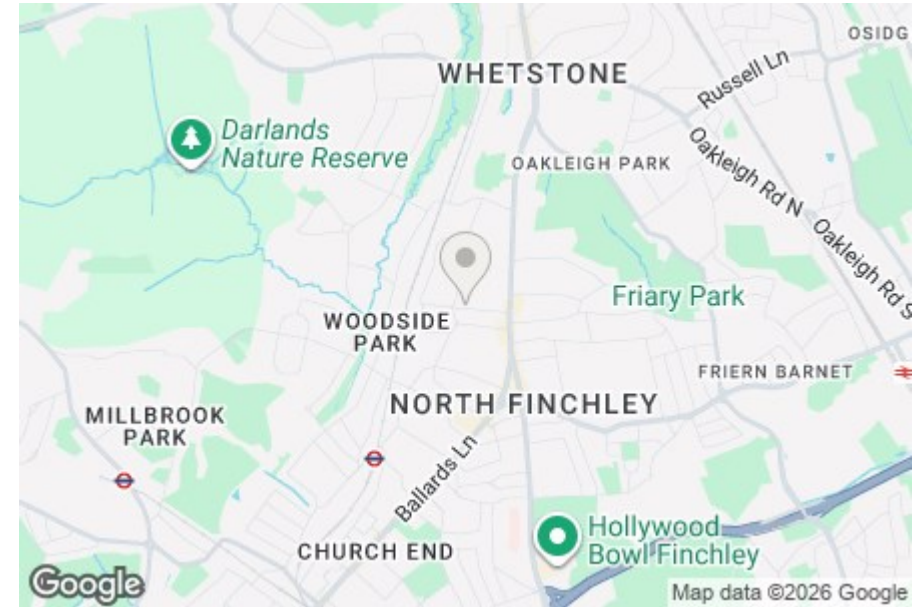 OSIDG
WHETSTONE
Russell Ln
Darlands
Nature Reserve
OAKLEIGH PARK
Oakleigh Rd N
Oakleigh Rd S
Friary Park
WOODSIDE
PARK
FRIERN BARNET
NORTH FINCHLEY
MILLBROOK
PARK
Ballards Ln
Hollywood
Bowl Finchley
CHURCH END
Google
Map data ©2026 Google